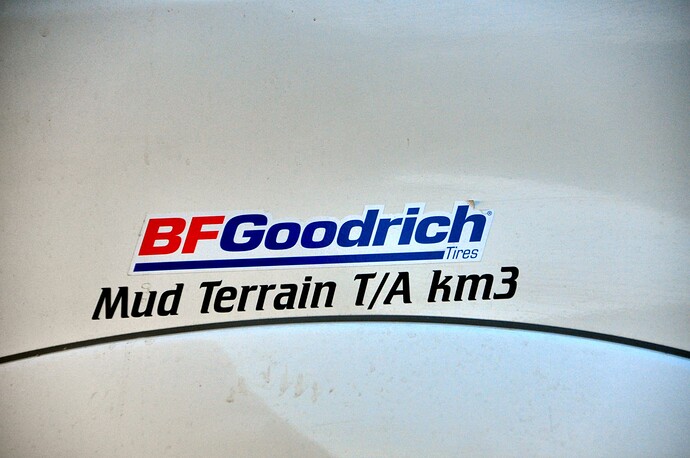 BFGoodrich®
Tires
Mud Terrain T/A km3